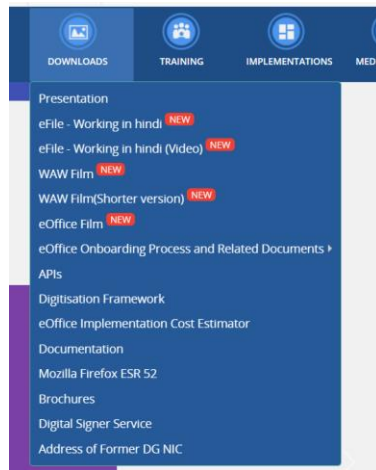 DOWNLOADS TRAINING IMPLEMENTATIONS MED
Presentation
eFile - Working in hindi NEW
eFile - Working in hindi (Video) NEW
WAW Film NEW
WAW Film(Shorter version) NEW
eOffice Film NEW
eOffice Onboarding Process and Related Documents
APIs
Digitisation Framework
eOffice Implementation Cost Estimator
Documentation
Mozilla Firefox ESR 52
Brochures
Digital Signer Service
Address of Former DG NIC